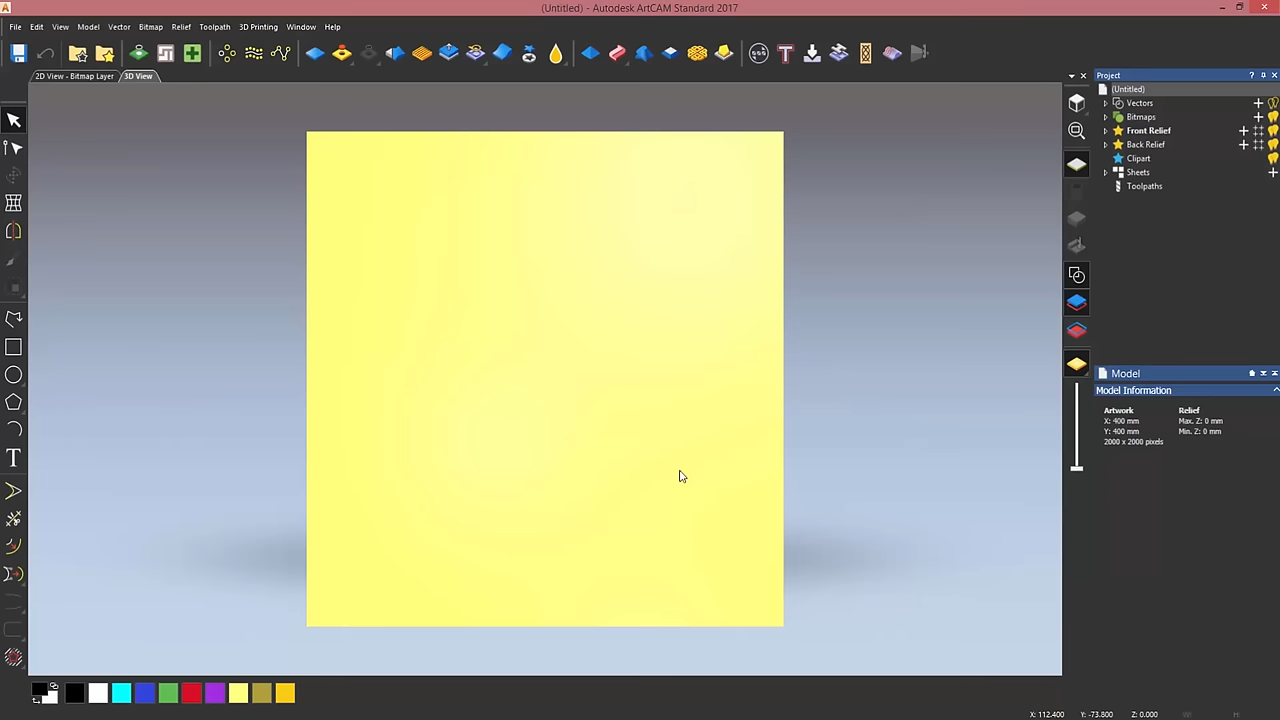 (Untitled) - Autodesk ArtCAM Standard 2017
File Edit View Model Vector Bitmap Relief Toolpath 3D Printing Window Help
2D View - Bitmap Layer 3D View
Project
(Untitled)
Vectors
Bitmaps
Front Relief
Back Relief
Clipart
Sheets
Toolpaths
Model
Model Information
Artwork Relief
X: 400 mm Max. Z: 0 mm
Y: 400 mm Min. Z: 0 mm
2000 x 2000 pixels
X: 112.400 Y: -73.800 Z: 0.000 W: H: